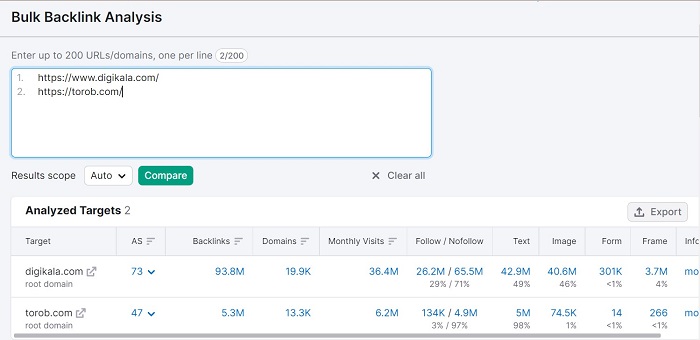 Bulk Backlink Analysis
Enter up to 200 URLs/domains, one per line 2/200
1. https://www.digikala.com/
2. https://torob.com/
Results scope Auto Compare Clear all
Analyzed Targets 2 Export
Target AS Backlinks Domains Monthly Visits Follow / Nofollow Text Image Form Frame Info
digikala.com 73 93.8M 19.9K 36.4M 26.2M / 65.5M 42.9M 40.6M 301K 3.7M mo
root domain 29% / 71% 49% 46% <1% 4%
torob.com 47 5.3M 13.3K 6.2M 134K / 4.9M 5M 74.5K 14 266 mo
root domain 3% / 97% 98% 1% <1% <1%